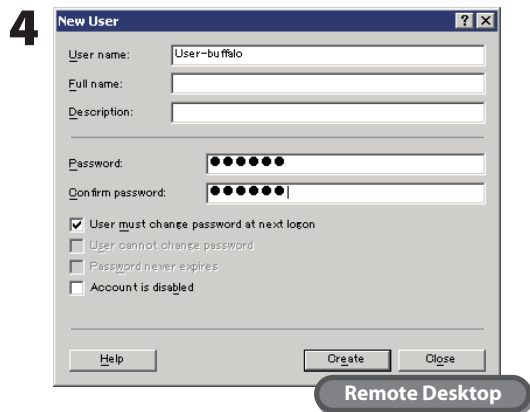 4
New User
User name: User-buffalo
Full name:
Description:
Password: ●●●●●●
Confirm password: ●●●●●●
User must change password at next logon
User cannot change password
Password never expires
Account is disabled
Help Create Close
Remote Desktop